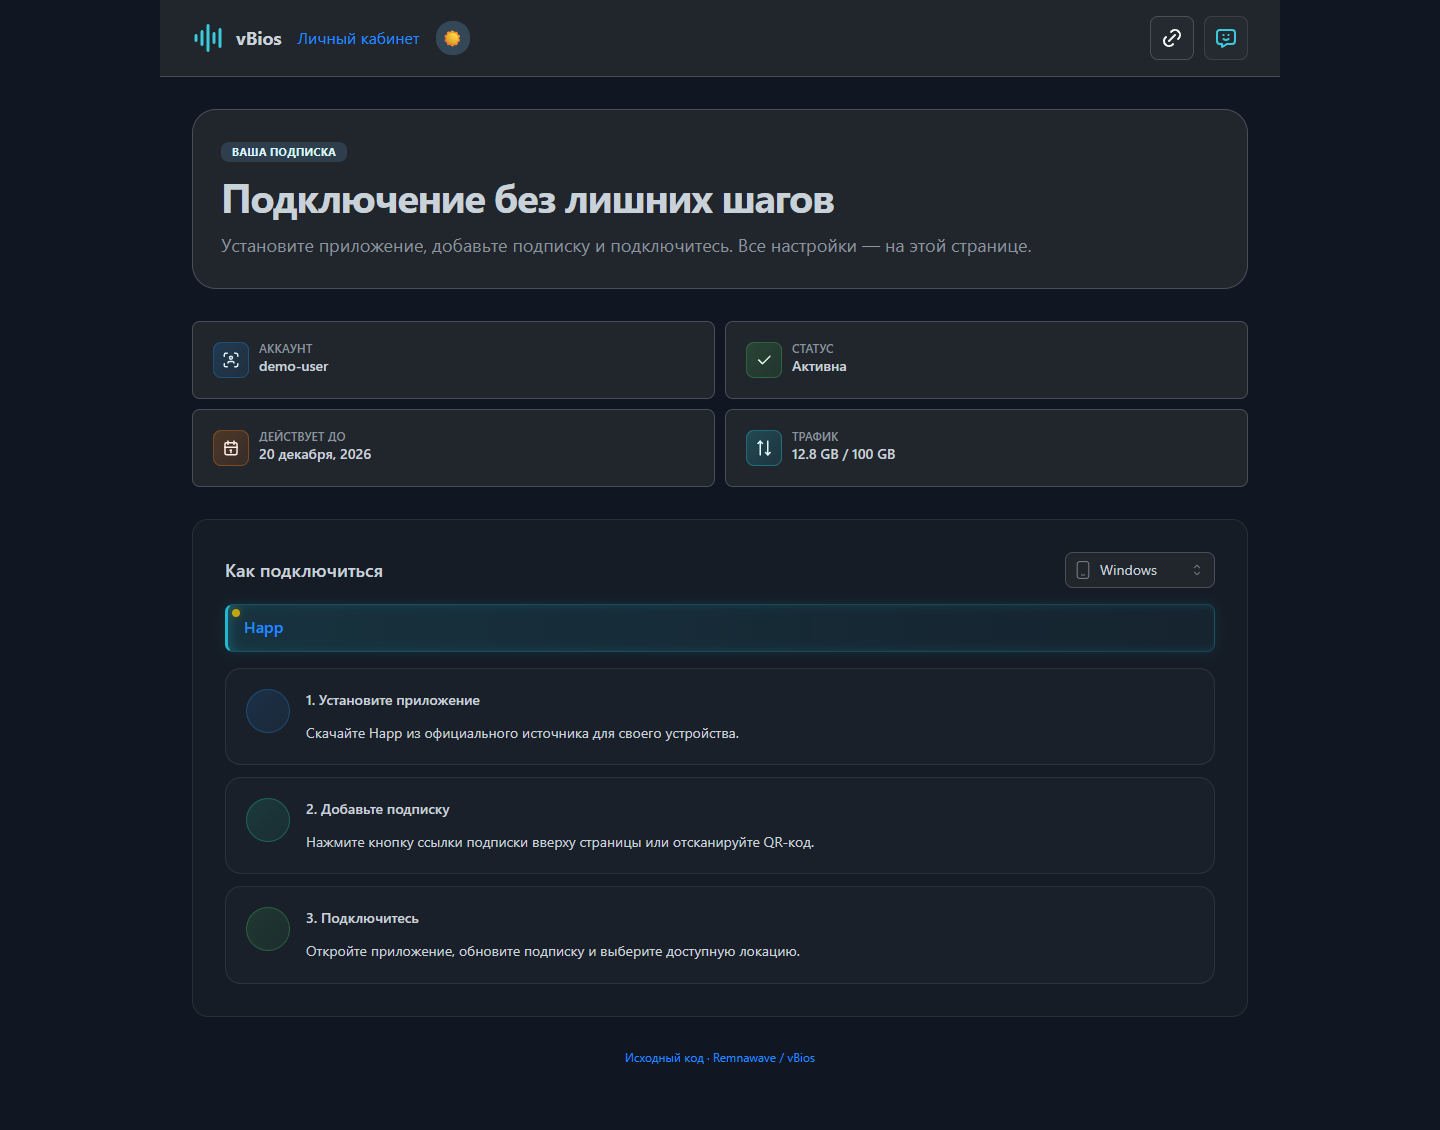 vBios Личный кабинет
ВАША ПОДПИСКА
Подключение без лишних шагов
Установите приложение, добавьте подписку и подключитесь. Все настройки — на этой странице.
АККАУНТ
demo-user
СТАТУС
Активна
ДЕЙСТВУЕТ ДО
20 декабря, 2026
ТРАФИК
12.8 GB / 100 GB
Как подключиться
Windows
Happ
1. Установите приложение
Скачайте Happ из официального источника для своего устройства.
2. Добавьте подписку
Нажмите кнопку ссылки подписки вверху страницы или отсканируйте QR-код.
3. Подключитесь
Откройте приложение, обновите подписку и выберите доступную локацию.
Исходный код · Remnawave / vBios